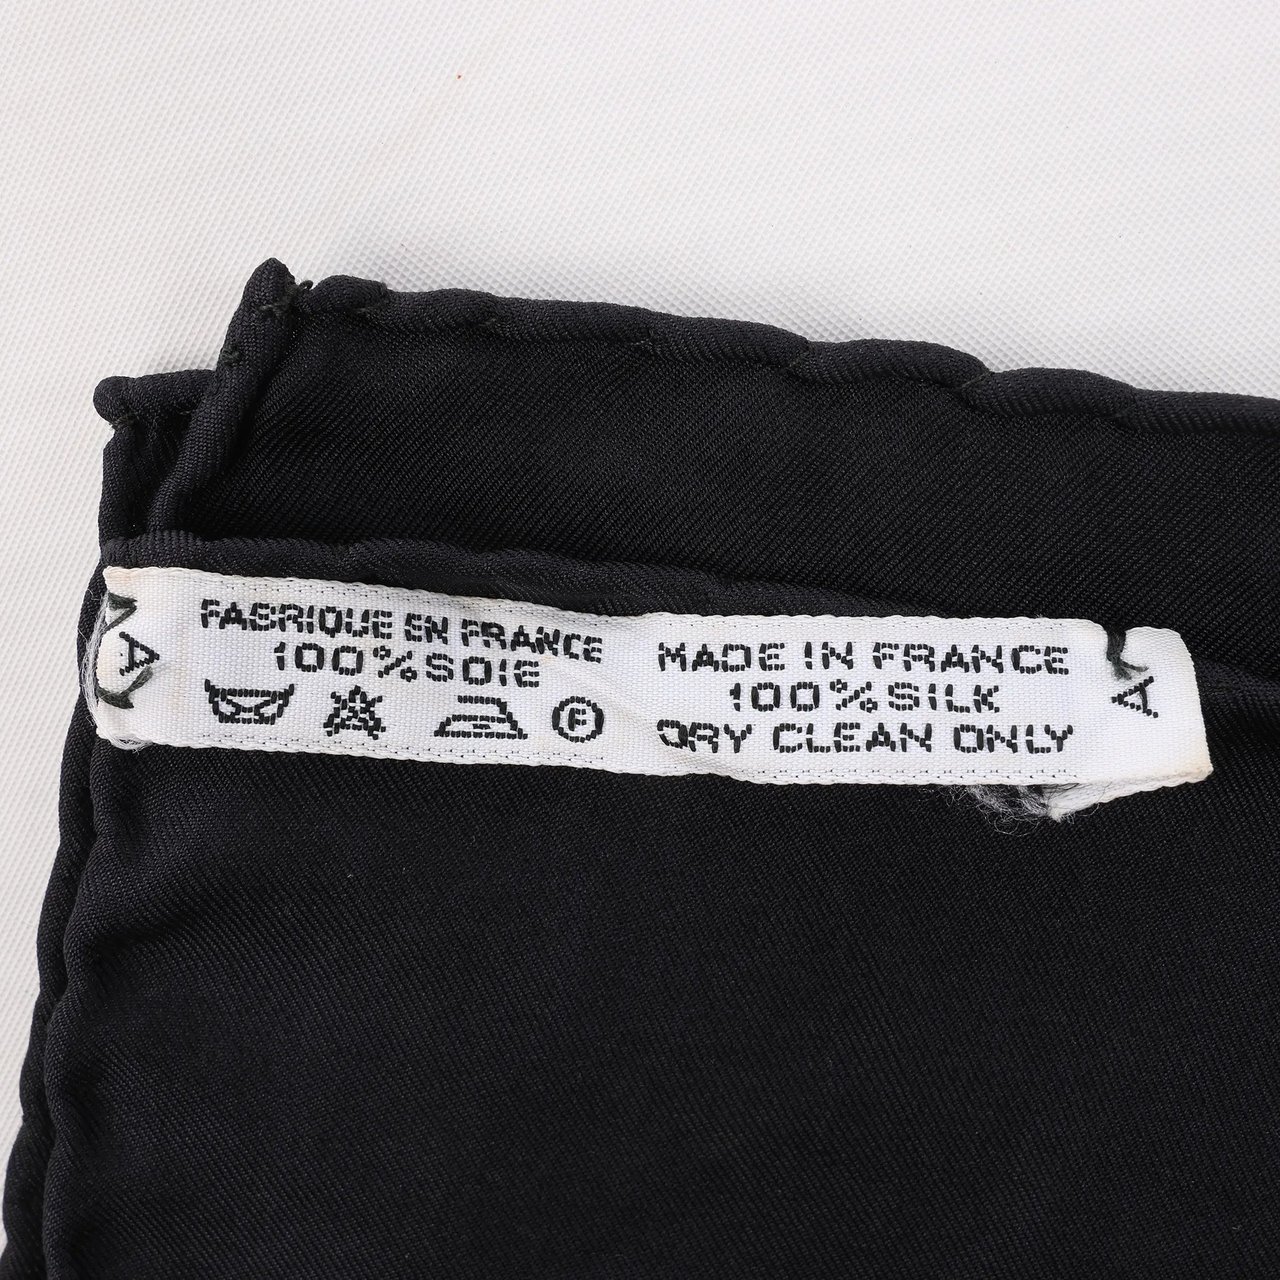 FABRIQUE EN FRANCE
100% SOIE
F
MADE IN FRANCE
100% SILK
DRY CLEAN ONLY
A
A